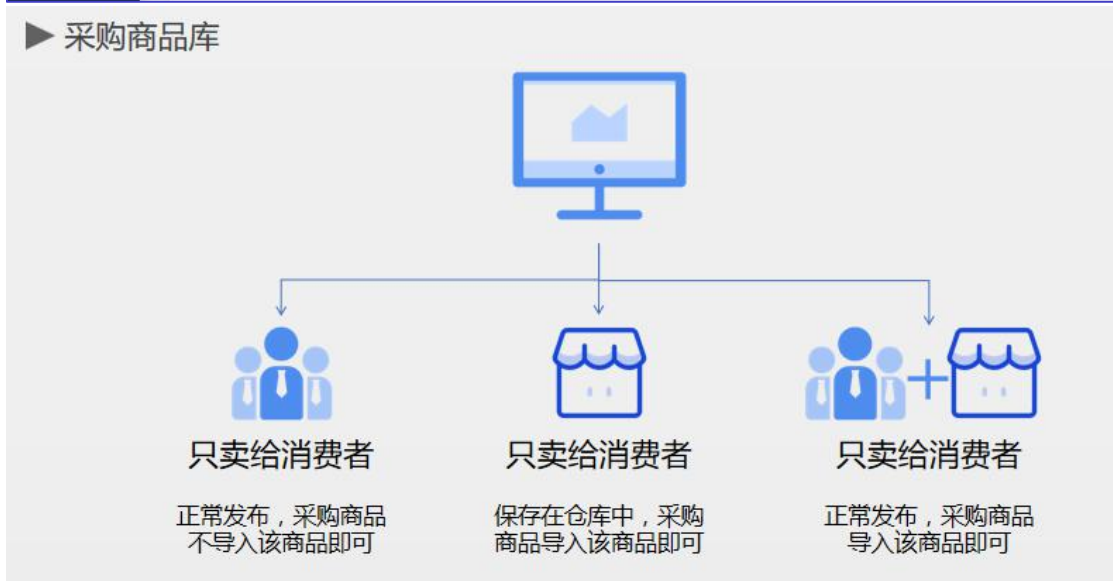 采购商品库
只卖给消费者
正常发布，采购商品
不导入该商品即可
只卖给消费者
保存在仓库中，采购
商品导入该商品即可
只卖给消费者
正常发布，采购商品
导入该商品即可